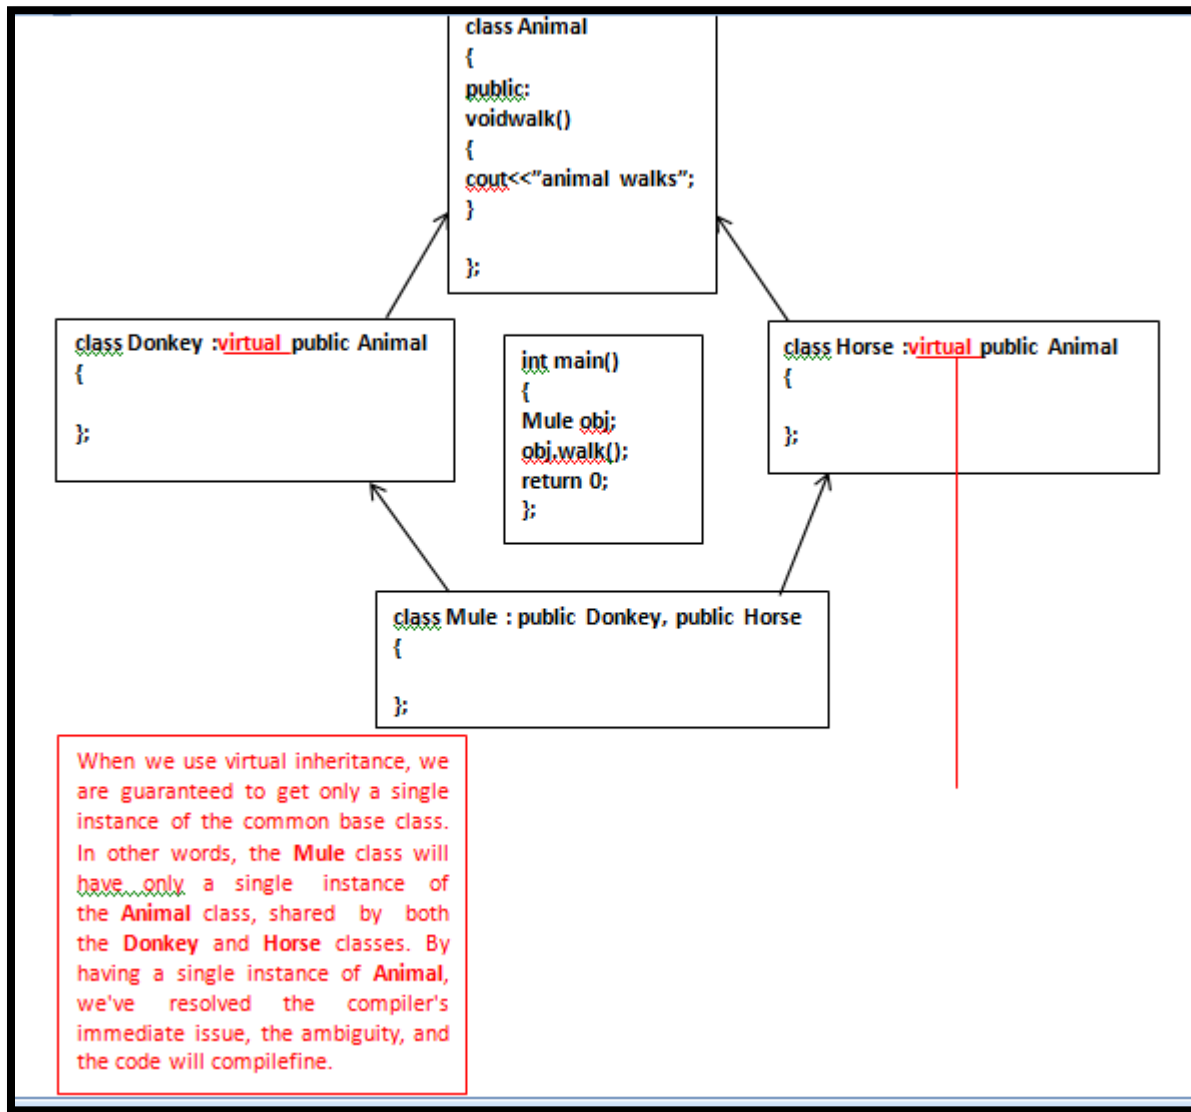 class Animal
{
public:
voidwalk()
{
cout<<"animal walks";
}
};
class Donkey :virtual public Animal
{
};
int main()
{
Mule obj;
obj.walk();
return 0;
};
class Horse :virtual public Animal
{
};
class Mule : public Donkey, public Horse
{
};
When we use virtual inheritance, we
are guaranteed to get only a single
instance of the common base class.
In other words, the Mule class will
have only a single instance of
the Animal class, shared by both
the Donkey and Horse classes. By
having a single instance of Animal,
we've resolved the compiler's
immediate issue, the ambiguity, and
the code will compilefine.